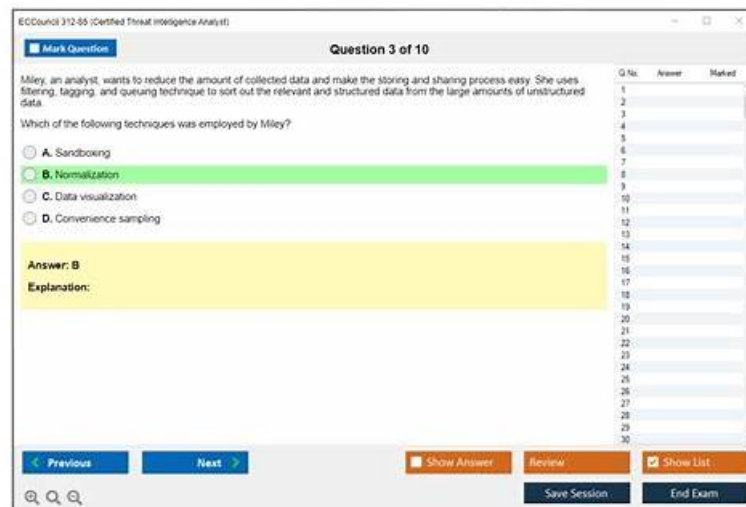 ECCouncil 312-85 (Certified Threat Intelligence Analyst)
Mark Question
Question 3 of 10
Miley, an analyst, wants to reduce the amount of collected data and make the storing and sharing process easy. She uses
filtering, tagging, and queuing technique to sort out the relevant and structured data from the large amounts of unstructured
data.
Which of the following techniques was employed by Miley?
A. Sandboxing
B. Normalization
C. Data visualization
D. Convenience sampling
Answer: B
Explanation:
Q.No. Answer Marked
1
2
3
4
5
6
7
8
9
10
11
12
13
14
15
16
17
18
19
20
21
22
23
24
25
26
27
28
29
30
Previous
Next
Show Answer
Review
Show List
Save Session
End Exam